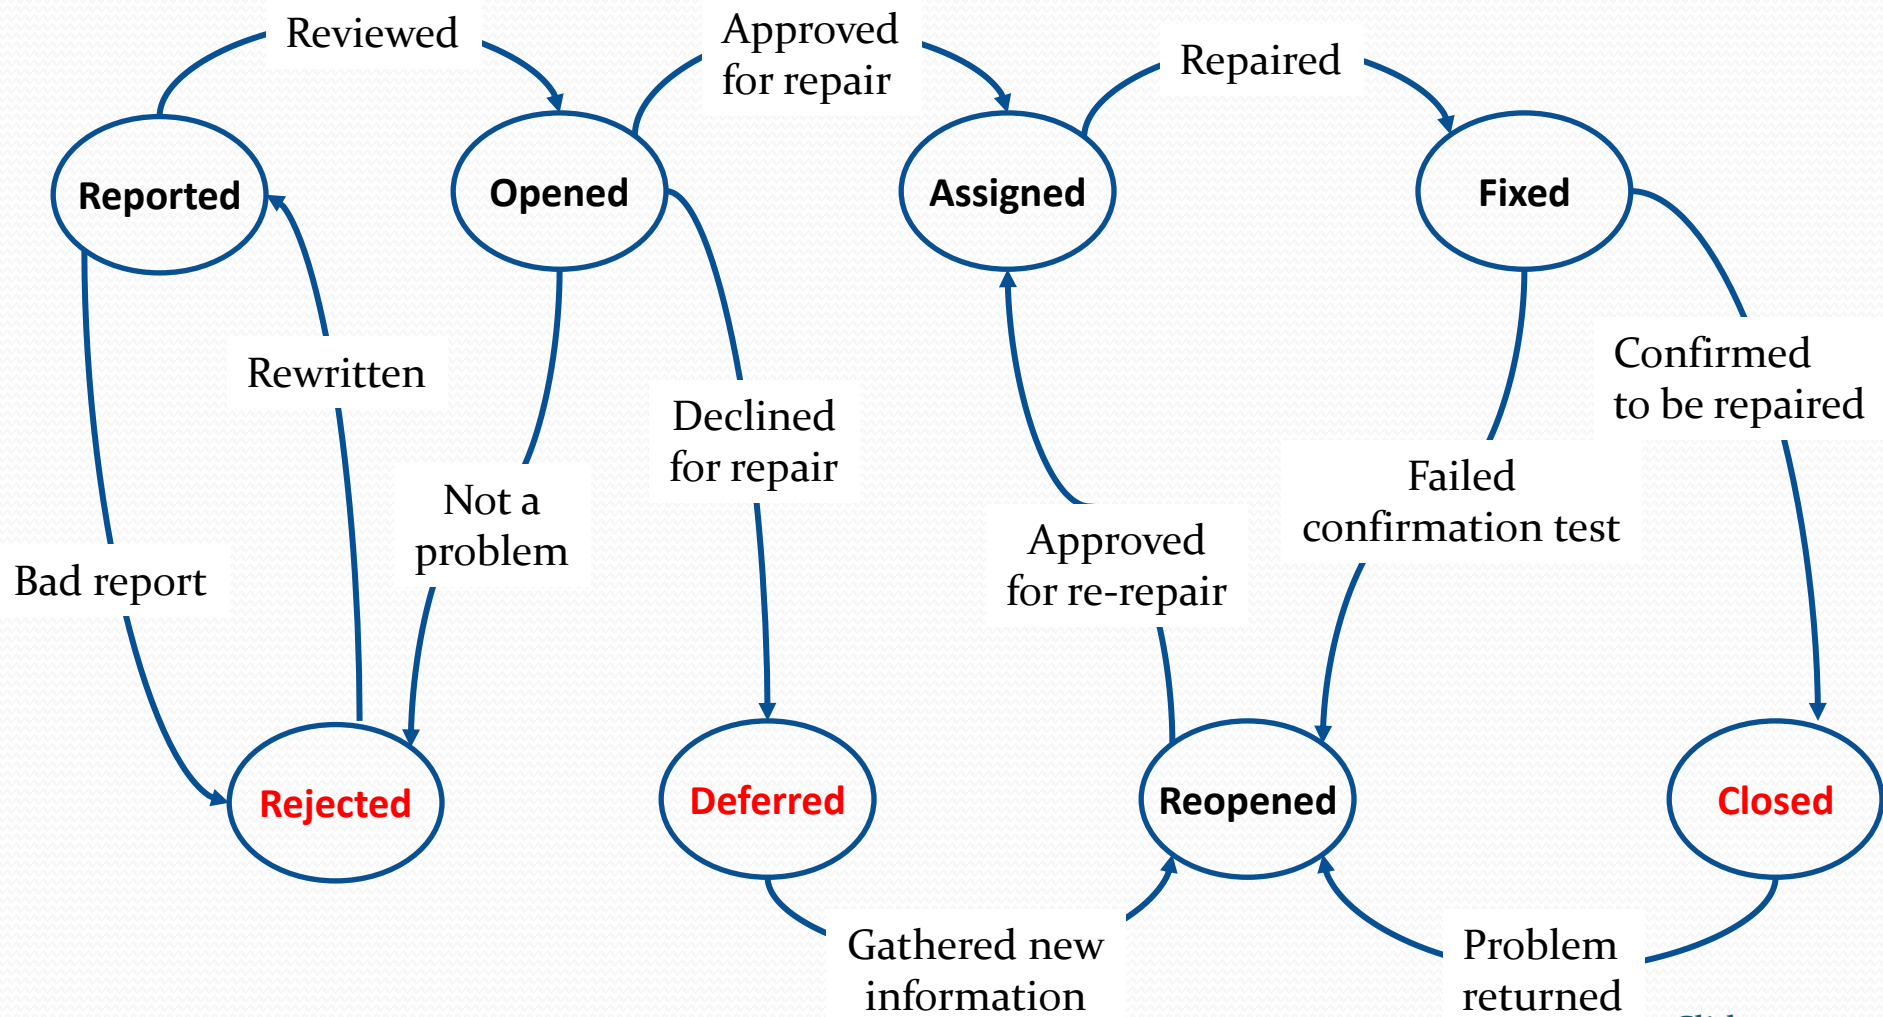 Reviewed
Approved
for repair
Repaired
Reported
Opened
Assigned
Fixed
Rewritten
Declined
for repair
Confirmed
to be repaired
Not a
problem
Failed
confirmation test
Bad report
Approved
for re-repair
Rejected
Deferred
Reopened
Closed
Gathered new
information
Problem
returned